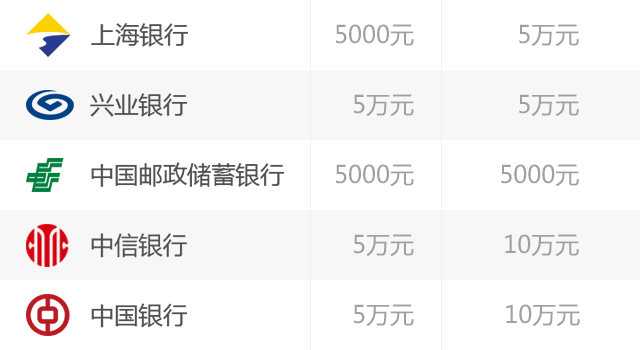 上海银行 5000元 5万元
兴业银行 5万元 5万元
中国邮政储蓄银行 5000元 5000元
中信银行 5万元 10万元
中国银行 5万元 10万元